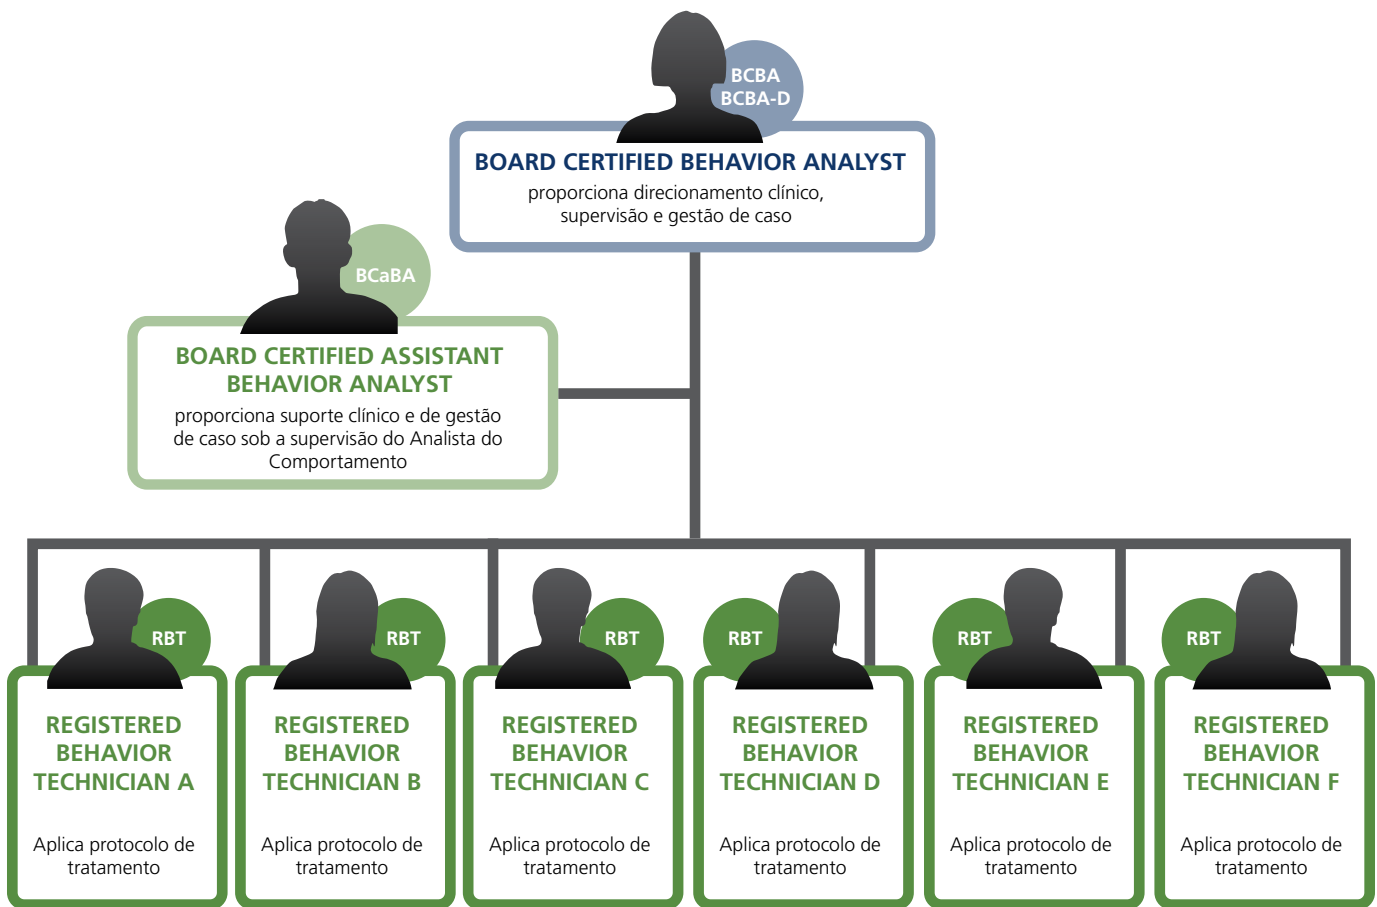 BCBA
BCBA-D
BOARD CERTIFIED BEHAVIOR ANALYST
proporciona direcionamento clínico,
supervisão e gestão de caso
BCaBA
BOARD CERTIFIED ASSISTANT
BEHAVIOR ANALYST
proporciona suporte clínico e de gestão
de caso sob a supervisão do Analista do
Comportamento
RBT
REGISTERED
BEHAVIOR
TECHNICIAN A
Aplica protocolo de
tratamento
RBT
REGISTERED
BEHAVIOR
TECHNICIAN B
Aplica protocolo de
tratamento
RBT
REGISTERED
BEHAVIOR
TECHNICIAN C
Aplica protocolo de
tratamento
RBT
REGISTERED
BEHAVIOR
TECHNICIAN D
Aplica protocolo de
tratamento
RBT
REGISTERED
BEHAVIOR
TECHNICIAN E
Aplica protocolo de
tratamento
RBT
REGISTERED
BEHAVIOR
TECHNICIAN F
Aplica protocolo de
tratamento